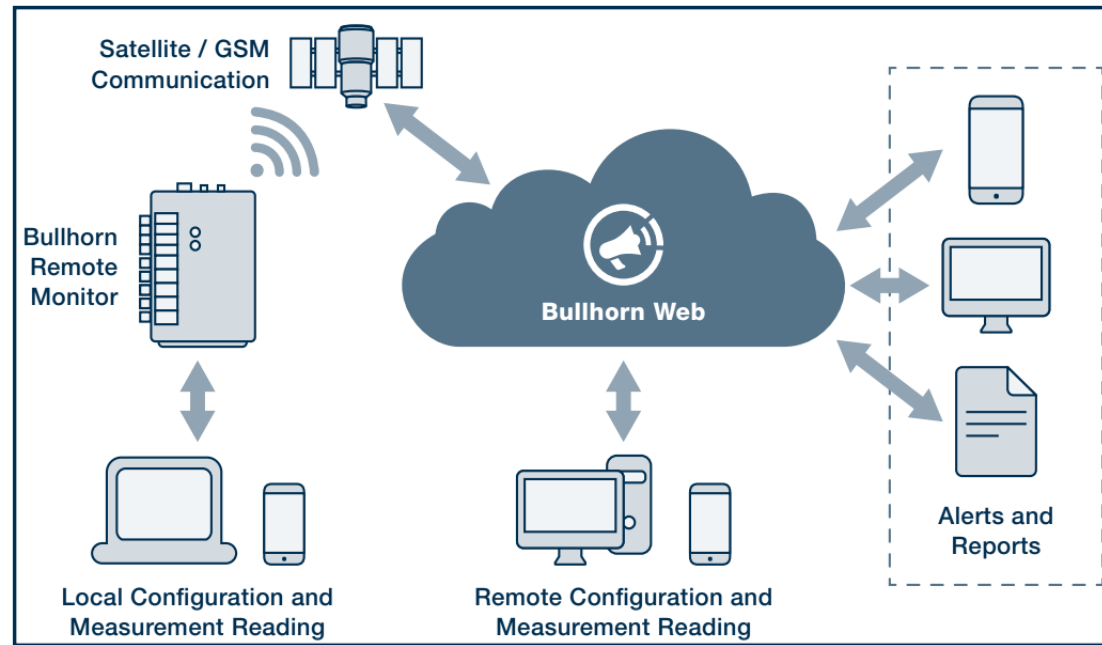 Satellite / GSM
Communication
Bullhorn
Remote
Monitor
Bullhorn Web
Local Configuration and
Measurement Reading
Remote Configuration and
Measurement Reading
Alerts and
Reports